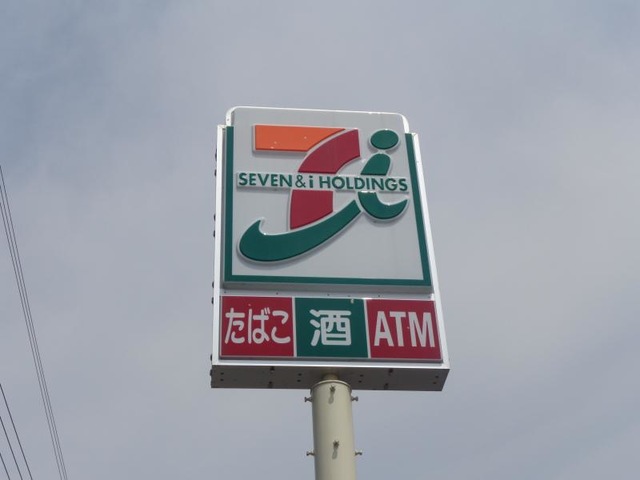 SEVEN & i HOLDINGS
たばこ 酒 ATM